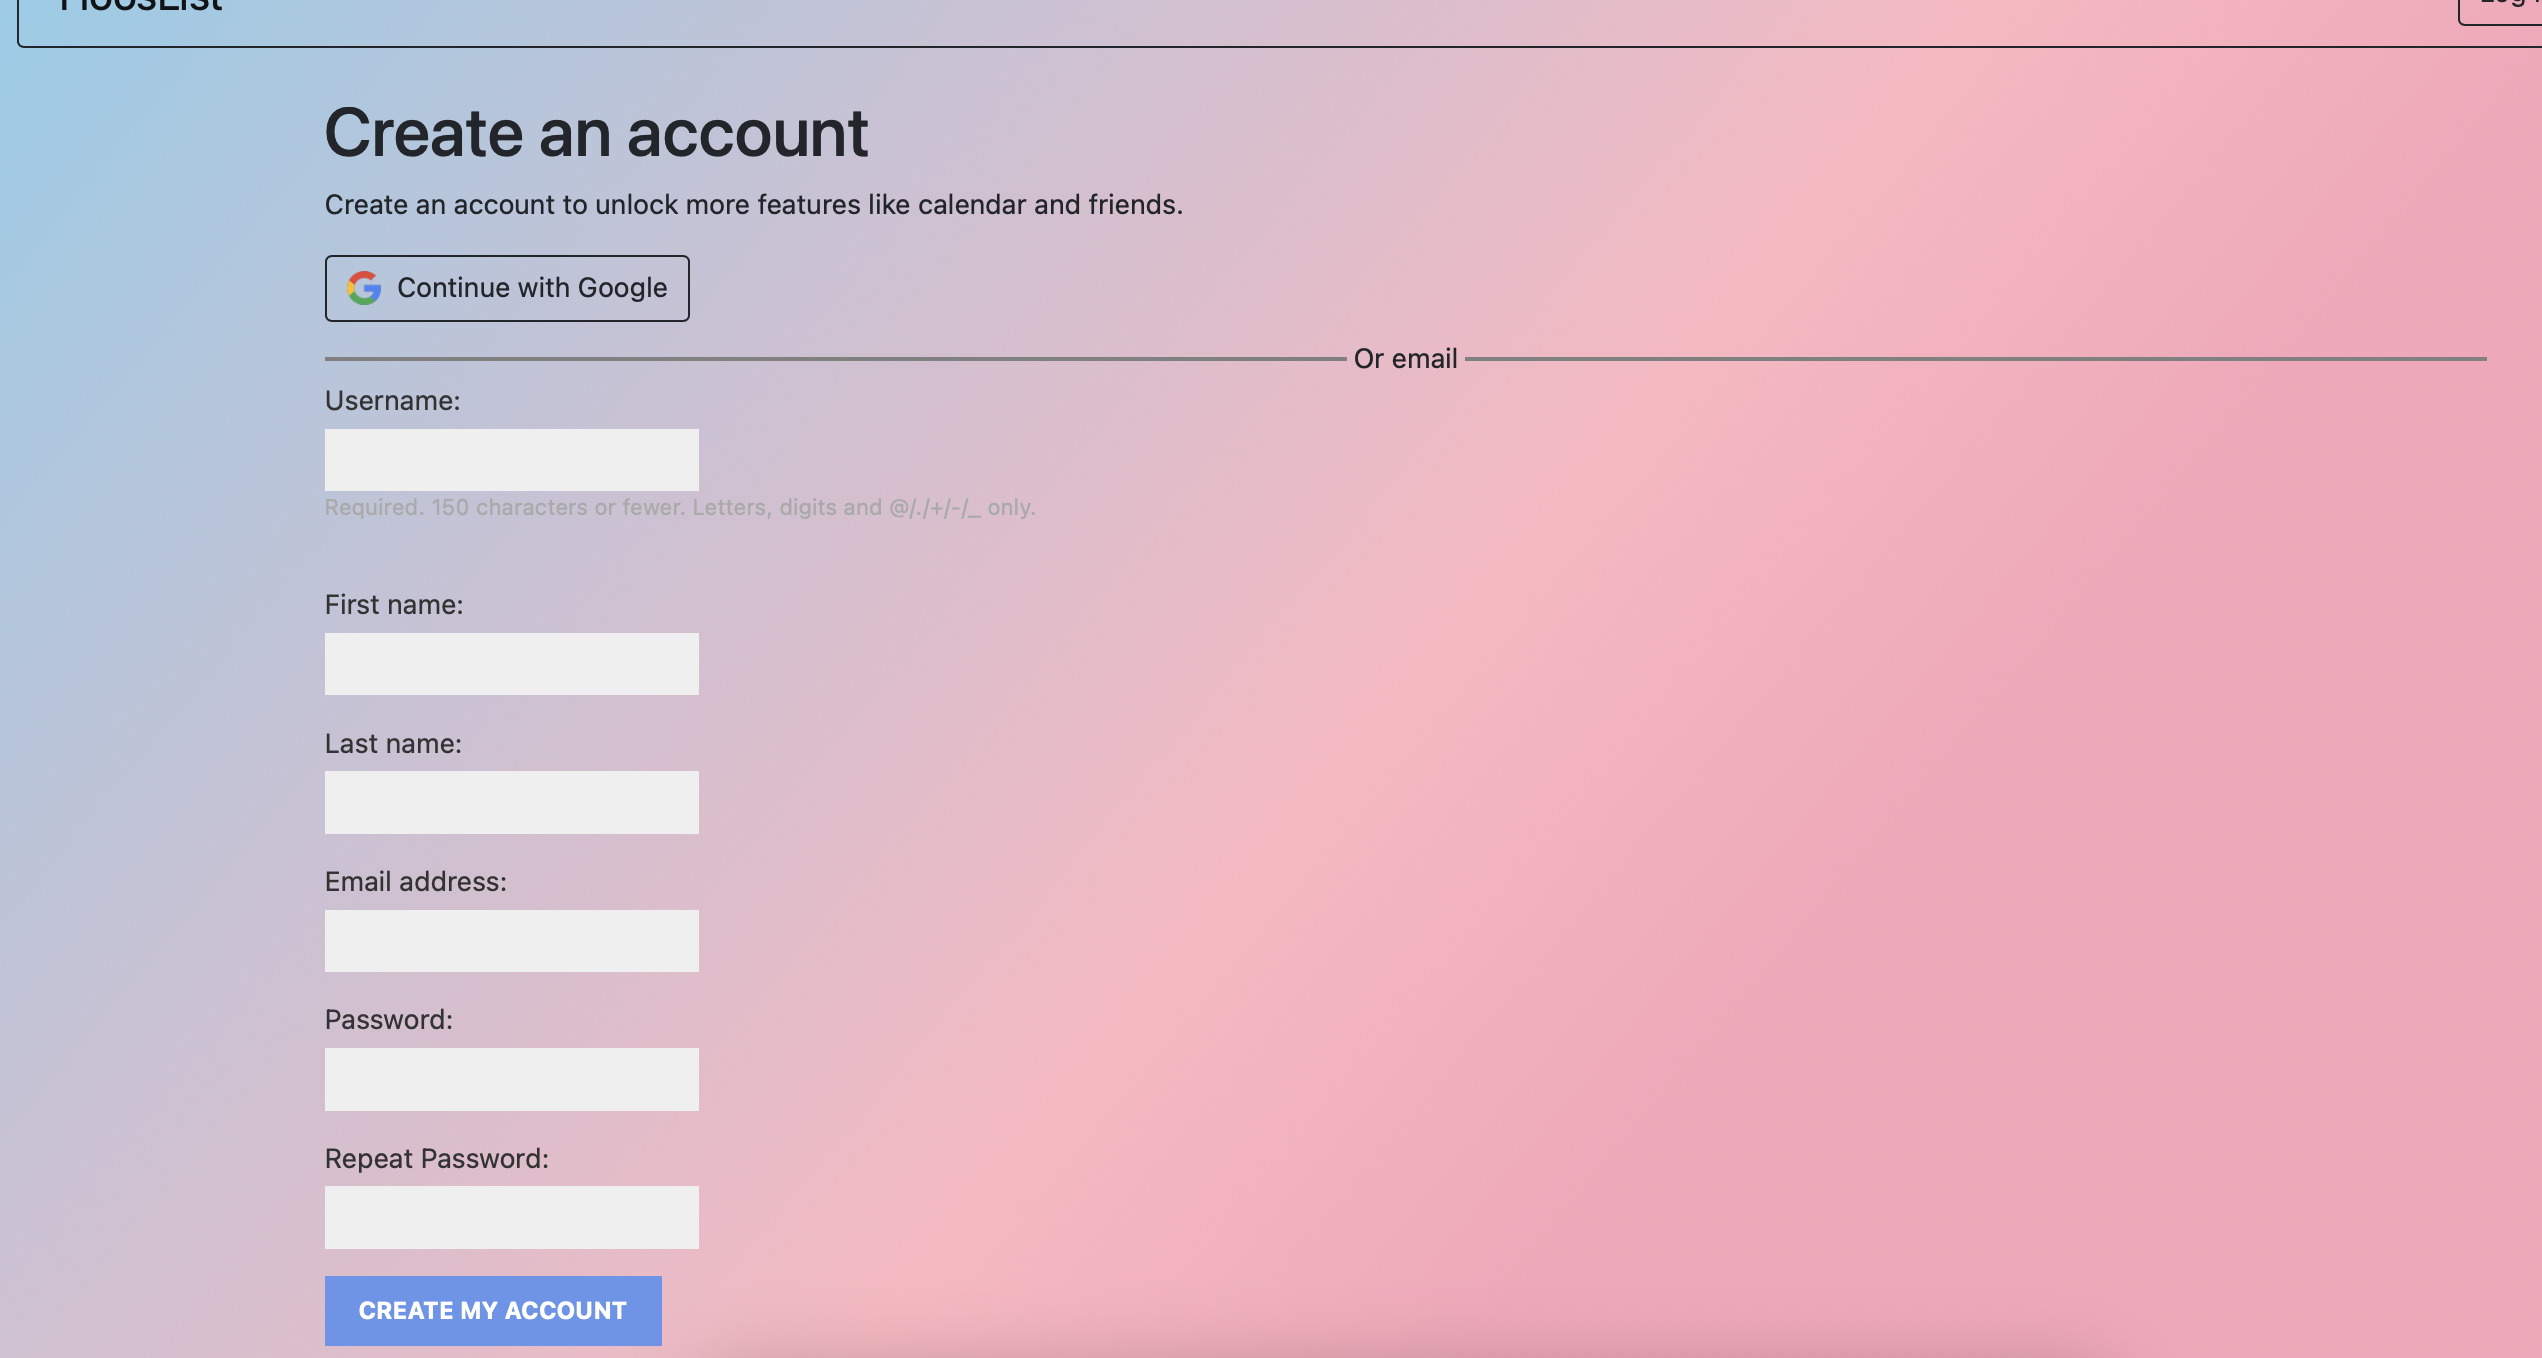 HoosList
Create an account
Create an account to unlock more features like calendar and friends.
Continue with Google
Or email
Username:
Required. 150 characters or fewer. Letters, digits and @/./+/-/_ only.
First name:
Last name:
Email address:
Password:
Repeat Password:
CREATE MY ACCOUNT